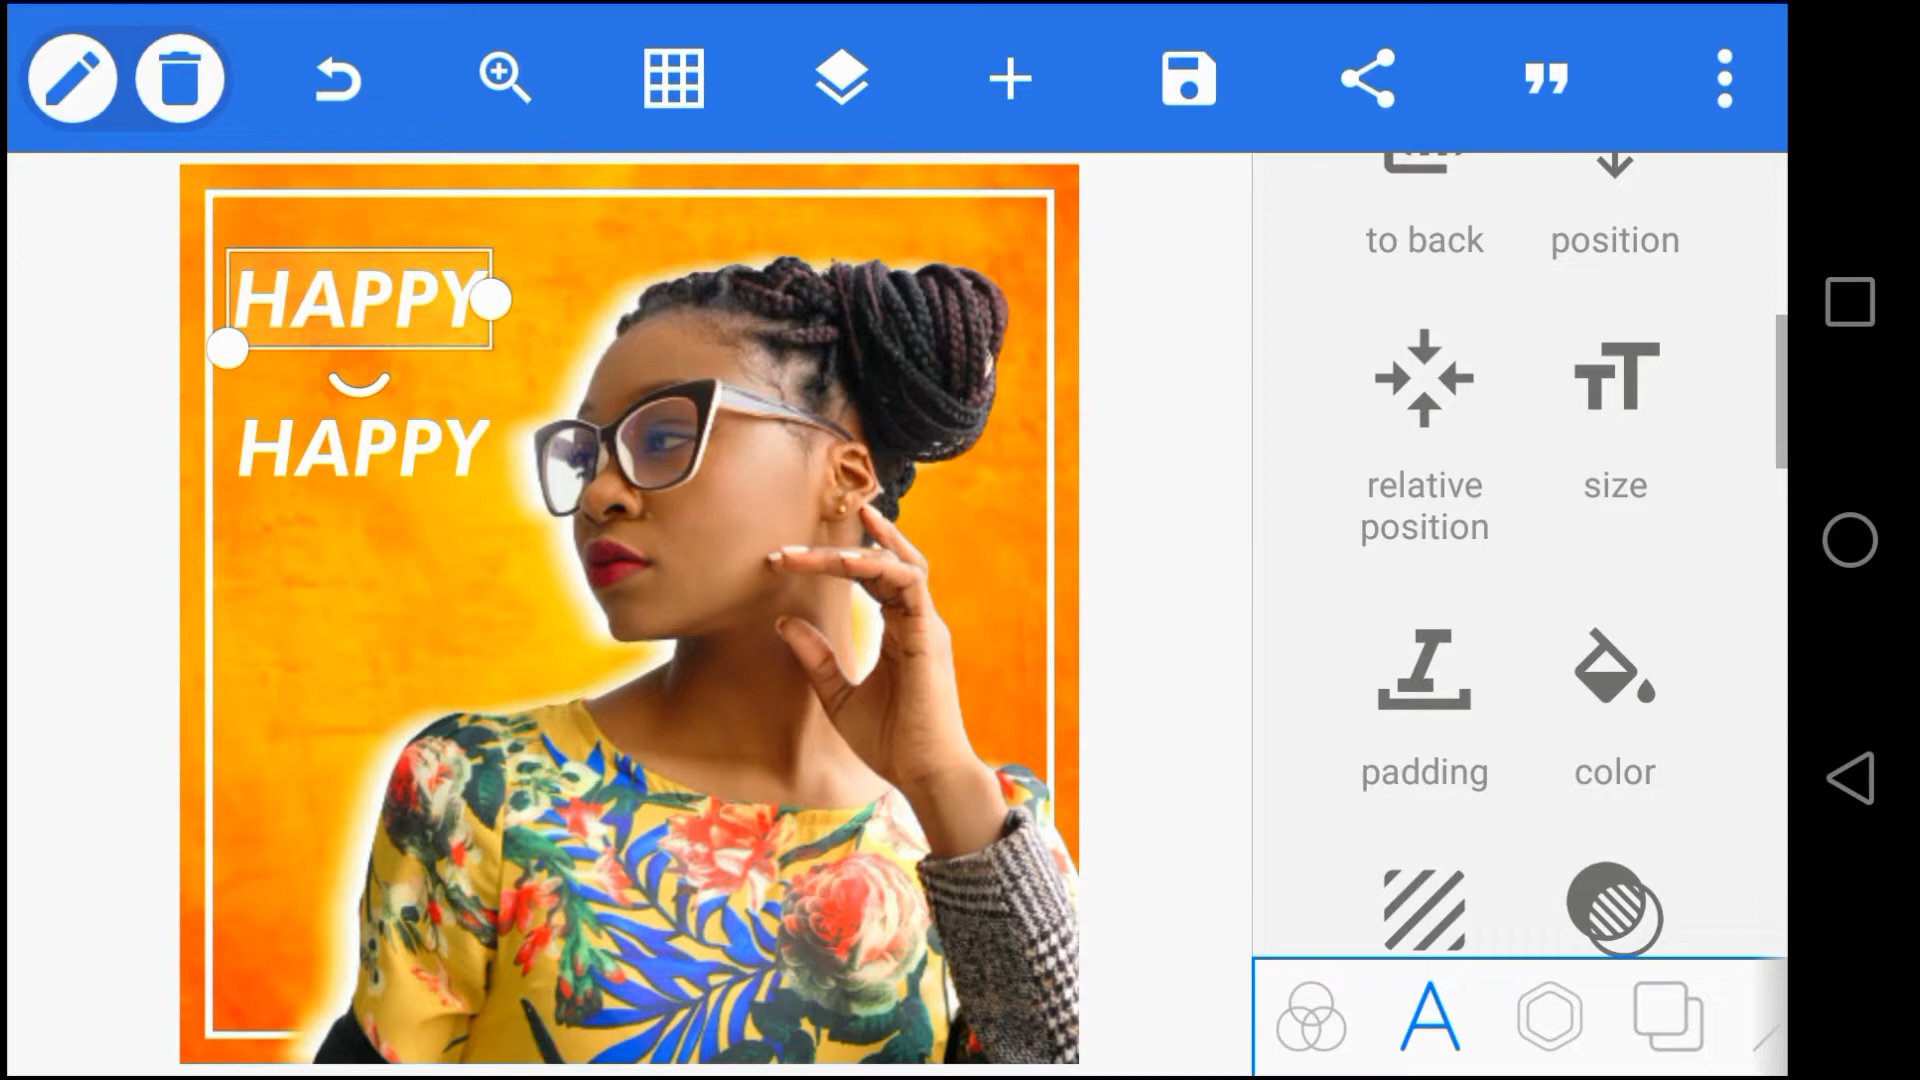 HAPPY
HAPPY
to back
position
relative
position
size
padding
color